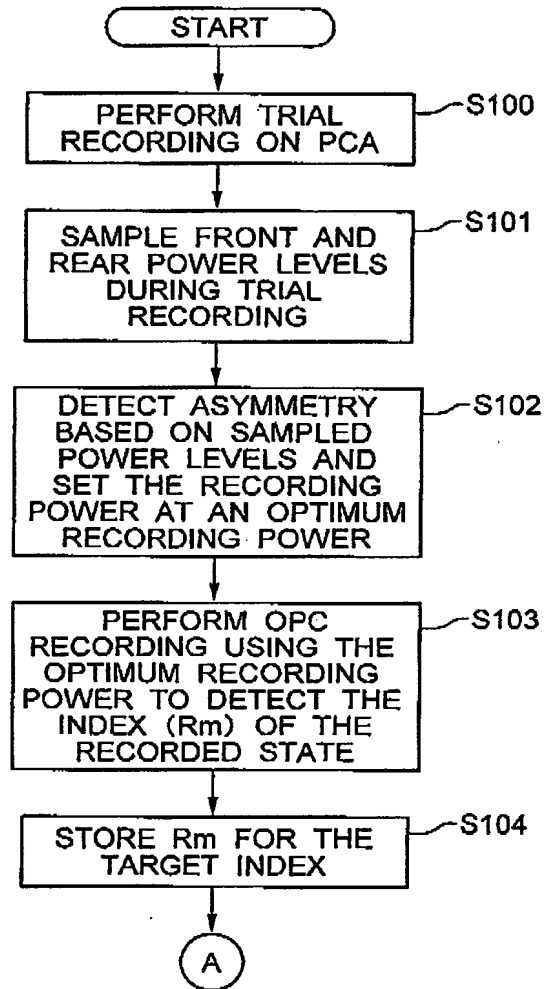 START
PERFORM TRIAL
RECORDING ON PCA
S100
SAMPLE FRONT AND
REAR POWER LEVELS
DURING TRIAL
RECORDING
S101
DETECT ASYMMETRY
BASED ON SAMPLED
POWER LEVELS AND
SET THE RECORDING
POWER AT AN OPTIMUM
RECORDING POWER
S102
PERFORM OPC
RECORDING USING THE
OPTIMUM RECORDING
POWER TO DETECT THE
INDEX (Rm) OF THE
RECORDED STATE
S103
STORE Rm FOR THE
TARGET INDEX
S104
A